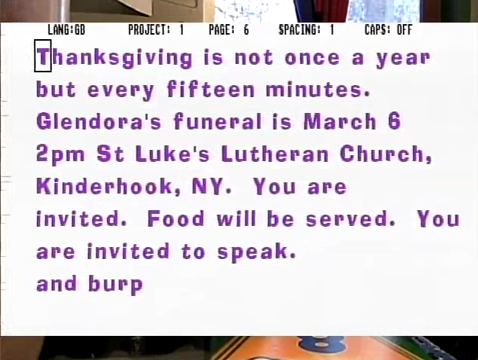 LANG:GD PROJECT: 1 PAGE: 6 SPACING: 1 CAPS: OFF
Thanksgiving is not once a year
but every fifteen minutes.
Glendora's funeral is March 6
2pm St Luke's Lutheran Church,
Kinderhook, NY. You are
invited. Food will be served. You
are invited to speak.
and burp